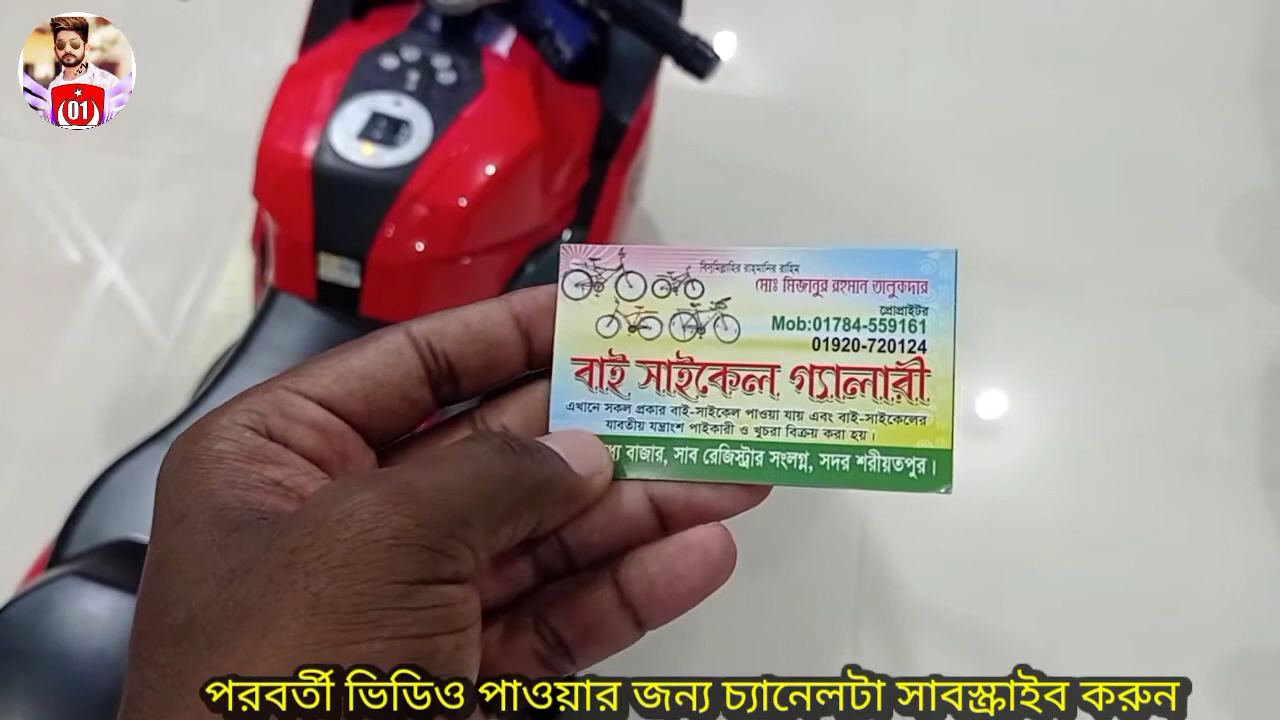 01
বিসমিল্লাহির রাহমানির রাহিম
মোঃ মিজানুর রহমান তালুকদার
প্রোপ্রাইটর
Mob:01784-559161
01920-720124
বাই সাইকেল গ্যালারী
এখানে সকল প্রকার বাই-সাইকেল পাওয়া যায় এবং বাই-সাইকেলের
যাবতীয় যন্ত্রাংশ পাইকারী ও খুচরা বিক্রয় করা হয়।
বাজার, সাব রেজিস্ট্রার সংলগ্ন, সদর শরীয়তপুর।
পরবর্তী ভিডিও পাওয়ার জন্য চ্যানেলটা সাবস্ক্রাইব করুন